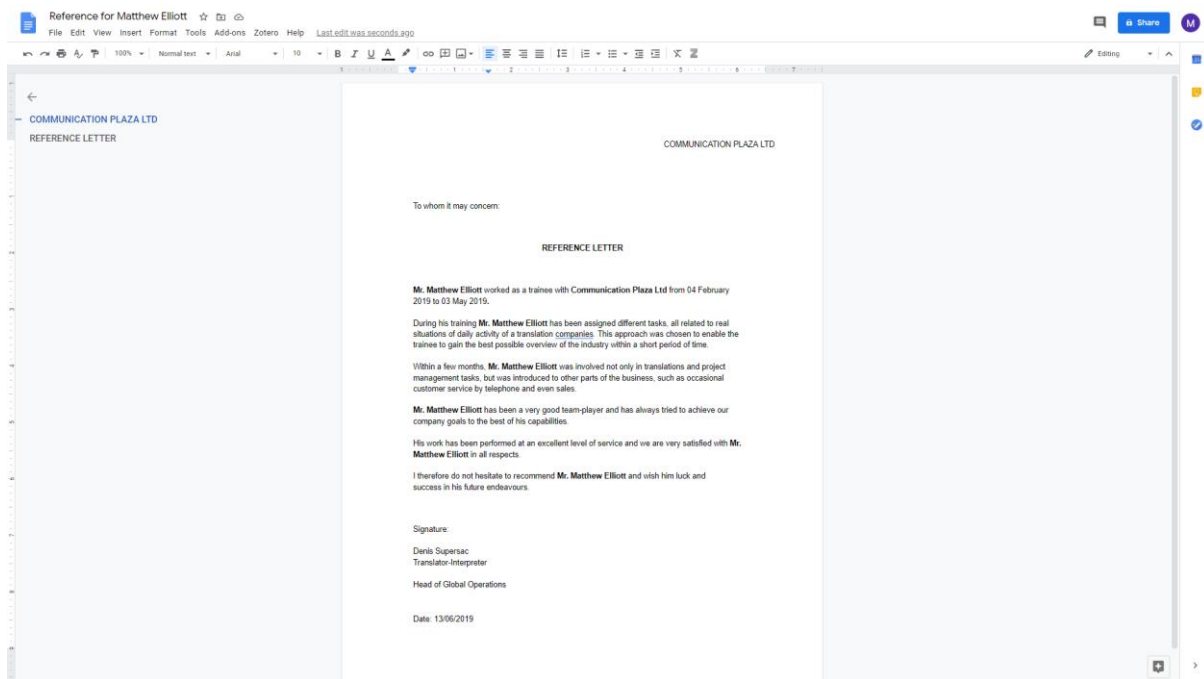 Reference for Matthew Elliott
File Edit View Insert Format Tools Add-ons Zotero Help Last edit was seconds ago
Share
M
100% Normal text Arial 10 B I U A Editing
COMMUNICATION PLAZA LTD
REFERENCE LETTER
COMMUNICATION PLAZA LTD
To whom it may concern:
REFERENCE LETTER
Mr. Matthew Elliott worked as a trainee with Communication Plaza Ltd from 04 February
2019 to 03 May 2019.
During his training Mr. Matthew Elliott has been assigned different tasks, all related to real
situations of daily activity of a translation companies. This approach was chosen to enable the
trainee to gain the best possible overview of the industry within a short period of time.
Within a few months, Mr. Matthew Elliott was involved not only in translations and project
management tasks, but was introduced to other parts of the business, such as occasional
customer service by telephone and even sales.
Mr. Matthew Elliott has been a very good team-player and has always tried to achieve our
company goals to the best of his capabilities.
His work has been performed at an excellent level of service and we are very satisfied with Mr.
Matthew Elliott in all respects.
I therefore do not hesitate to recommend Mr. Matthew Elliott and wish him luck and
success in his future endeavours.
Signature:
Denis Supersac
Translator-Interpreter
Head of Global Operations
Date: 13/06/2019